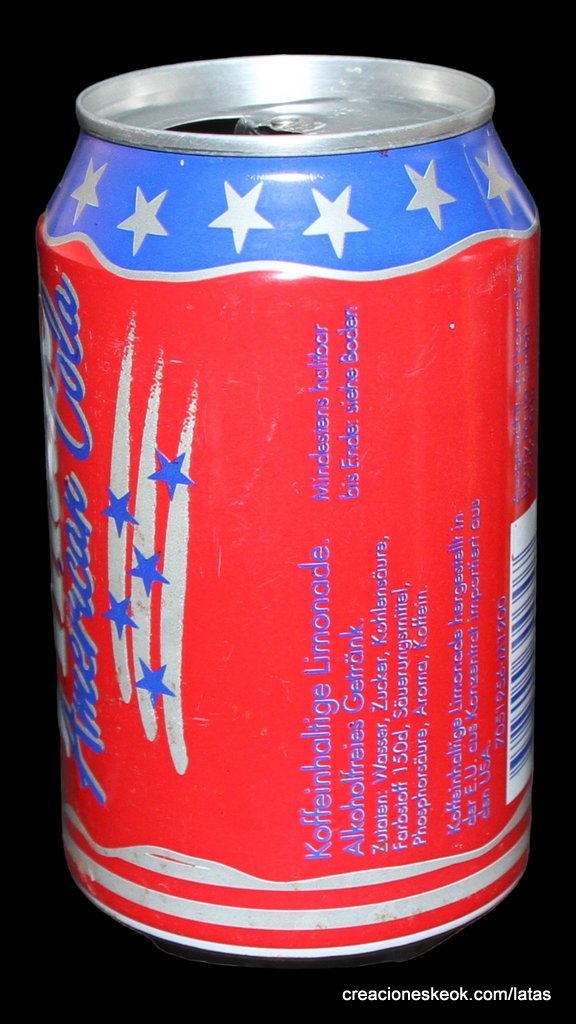 American Cola
Koffeinhaltige Limonade.
Alkoholfreies Getränk.
Zutaten: Wasser, Zucker, Kohlensäure,
Farbstoff 150d, Säuerungsmittel,
Phosphorsäure, Aroma, Koffein.
Mindestens haltbar
bis Ende: siehe Boden
Koffeinhaltige Limonade hergestellt in
der E.U. aus Konzentrat importiert aus
den USA.
creacioneskeok.com/latas